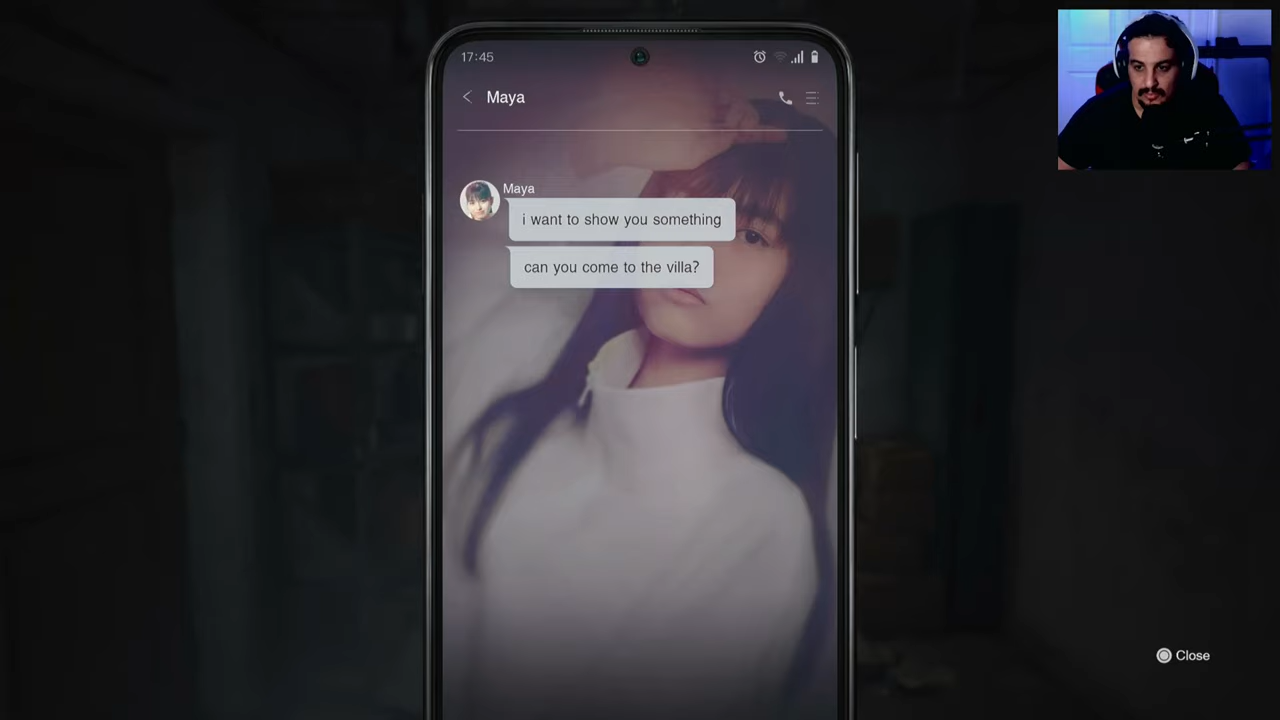 17:45
Maya
Maya
i want to show you something
can you come to the villa?
Close